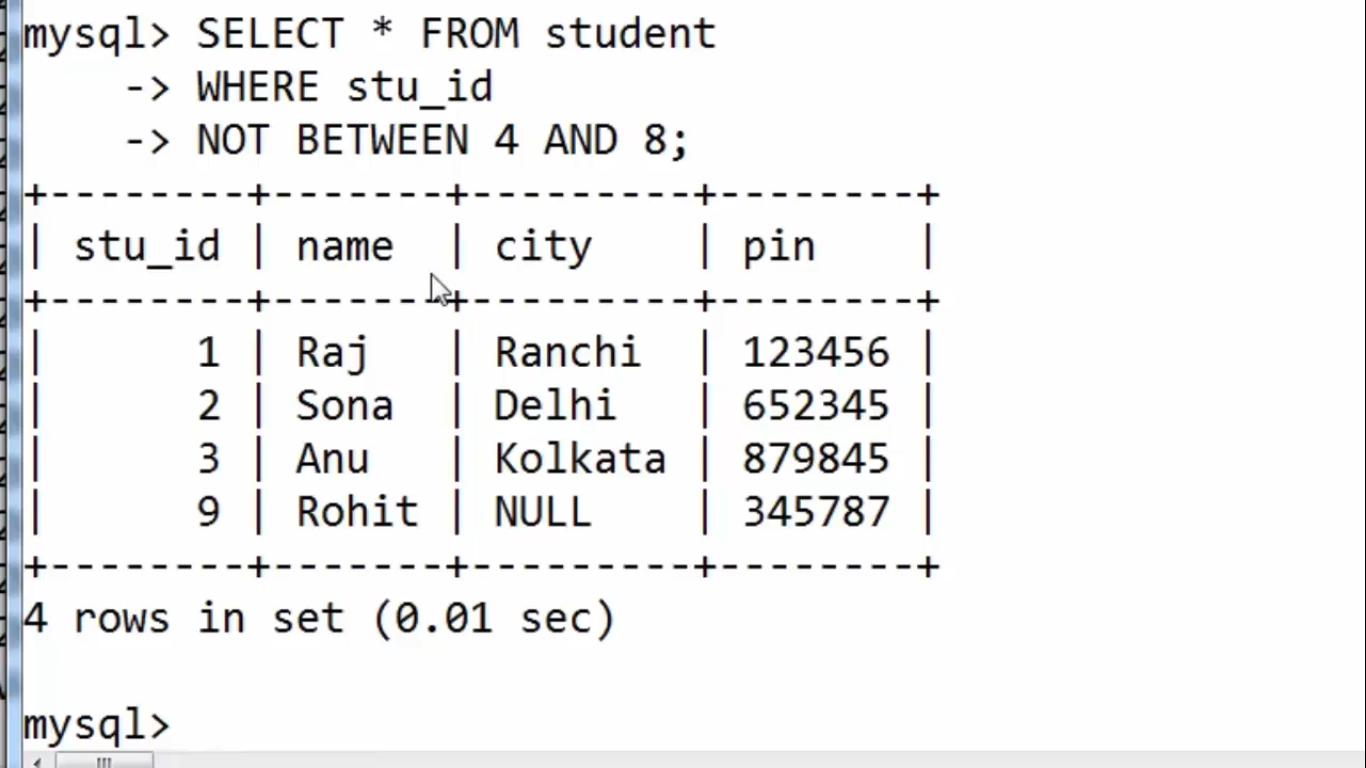 mysql> SELECT * FROM student
    -> WHERE stu_id
    -> NOT BETWEEN 4 AND 8;
+--------+-------+---------+--------+
| stu_id | name  | city    | pin    |
+--------+-------+---------+--------+
|      1 | Raj   | Ranchi  | 123456 |
|      2 | Sona  | Delhi   | 652345 |
|      3 | Anu   | Kolkata | 879845 |
|      9 | Rohit | NULL    | 345787 |
+--------+-------+---------+--------+
4 rows in set (0.01 sec)

mysql>